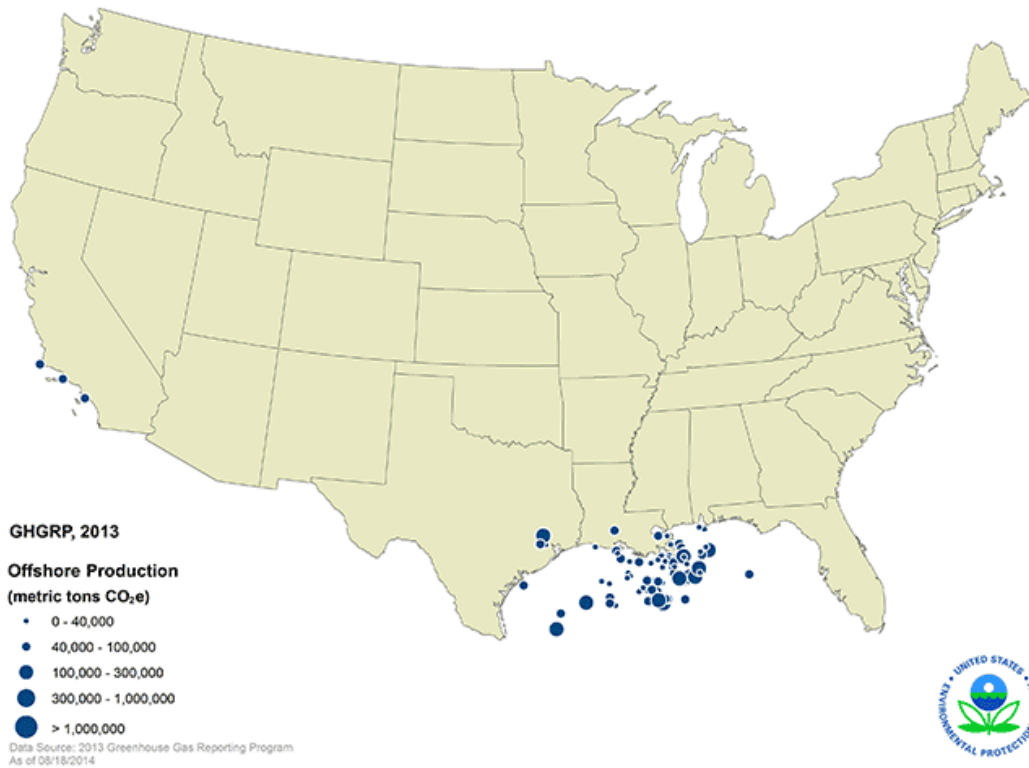 GHGRP, 2013
Offshore Production
(metric tons CO₂e)
0 - 40,000
40,000 - 100,000
100,000 - 300,000
300,000 - 1,000,000
> 1,000,000
Data Source: 2013 Greenhouse Gas Reporting Program
As of 08/18/2014
UNITED STATES
ENVIRONMENTAL PROTECTION